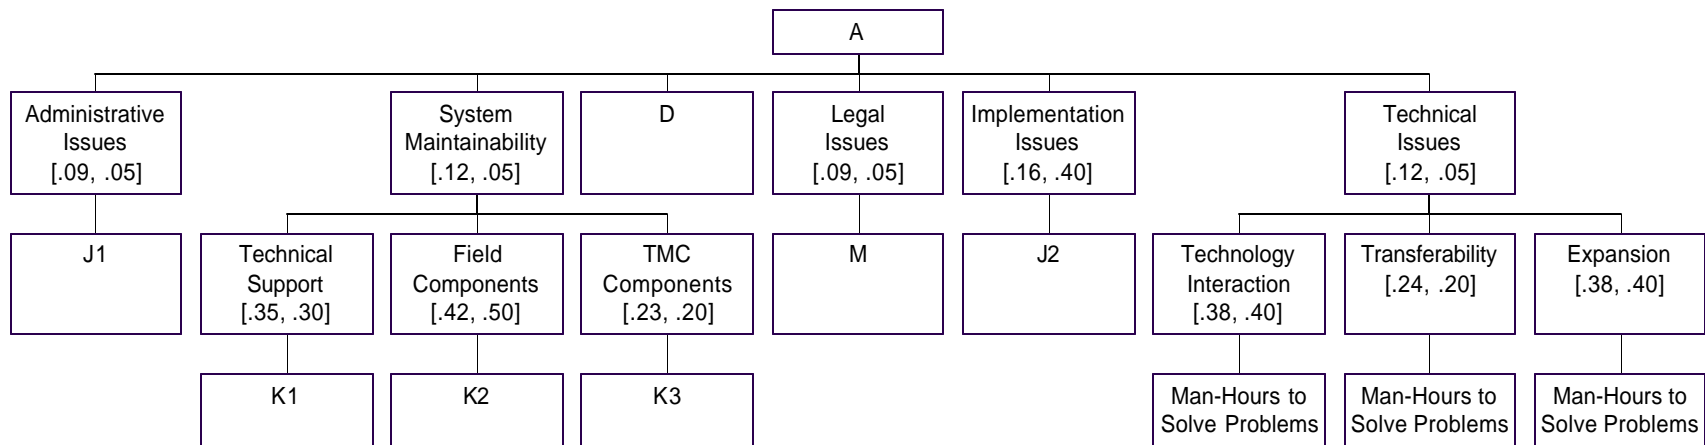 A
Administrative
Issues
[.09, .05]
System
Maintainability
[.12, .05]
D
Legal
Issues
[.09, .05]
Implementation
Issues
[.16, .40]
Technical
Issues
[.12, .05]
J1
Technical
Support
[.35, .30]
Field
Components
[.42, .50]
TMC
Components
[.23, .20]
M
J2
Technology
Interaction
[.38, .40]
Transferability
[.24, .20]
Expansion
[.38, .40]
K1
K2
K3
Man-Hours to
Solve Problems
Man-Hours to
Solve Problems
Man-Hours to
Solve Problems